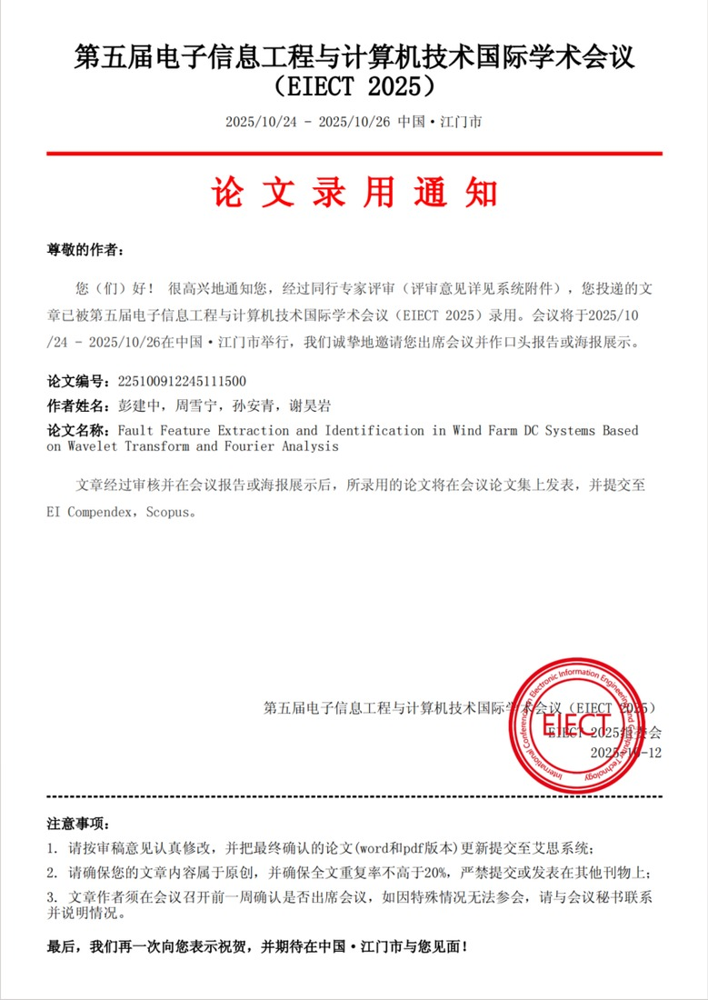 第五届电子信息工程与计算机技术国际学术会议
（EIECT 2025）
2025/10/24 - 2025/10/26 中国·江门市
论文录用通知
尊敬的作者：
您（们）好！ 很高兴地通知您，经过同行专家评审（评审意见详见系统附件），您投递的文
章已被第五届电子信息工程与计算机技术国际学术会议（EIECT 2025）录用。会议将于2025/10
/24 - 2025/10/26在中国·江门市举行，我们诚挚地邀请您出席会议并作口头报告或海报展示。
论文编号：225100912245111500
作者姓名：彭建中，周雪宁，孙安青，谢昊岩
论文名称：Fault Feature Extraction and Identification in Wind Farm DC Systems Based
on Wavelet Transform and Fourier Analysis
文章经过审核并在会议报告或海报展示后，所录用的论文将在会议论文集上发表，并提交至
EI Compendex，Scopus。
第五届电子信息工程与计算机技术国际学术会议（EIECT 2025）
EIECT 2025组委会
2025-10-12
International Conference on Electronic Information Engineering and Computer Technology
EIECT
注意事项：
1. 请按审稿意见认真修改，并把最终确认的论文(word和pdf版本)更新提交至艾思系统；
2. 请确保您的文章内容属于原创，并确保全文重复率不高于20%，严禁提交或发表在其他刊物上；
3. 文章作者须在会议召开前一周确认是否出席会议，如因特殊情况无法参会，请与会议秘书联系
并说明情况。
最后，我们再一次向您表示祝贺，并期待在中国·江门市与您见面！